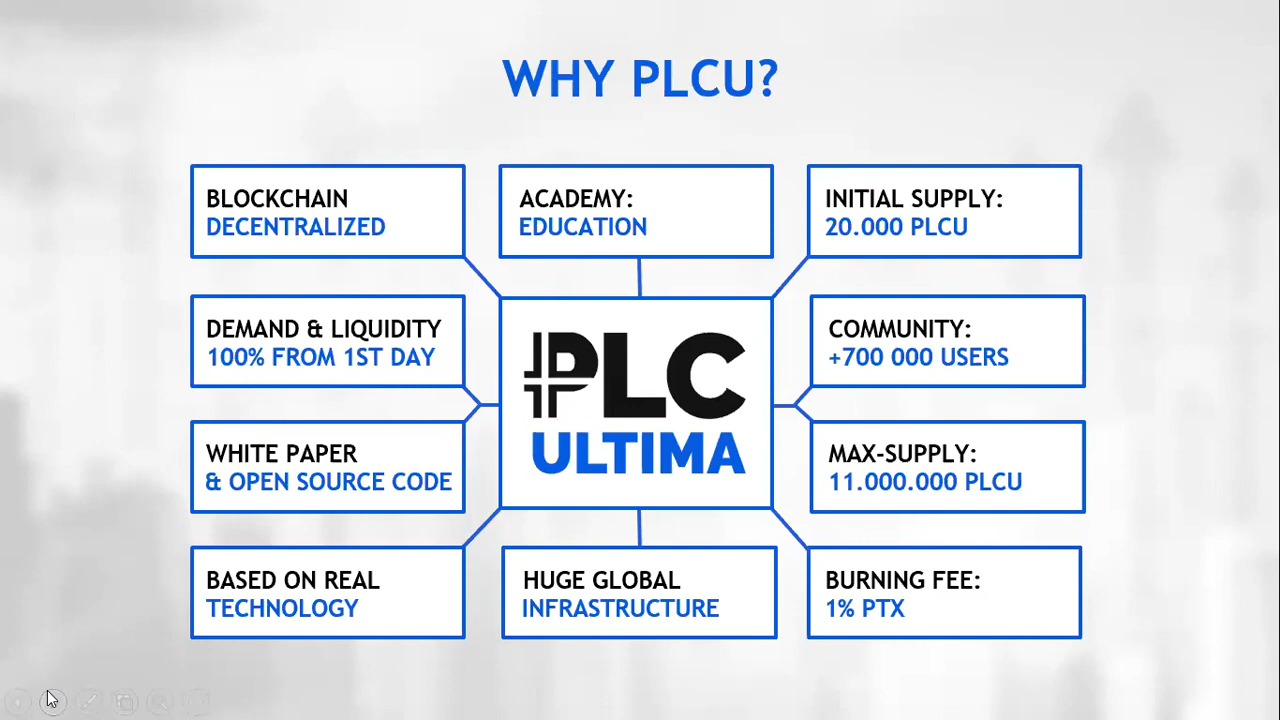 WHY PLCU?
BLOCKCHAIN
DECENTRALIZED
ACADEMY:
EDUCATION
INITIAL SUPPLY:
20.000 PLCU
DEMAND & LIQUIDITY
100% FROM 1ST DAY
PLC
ULTIMA
COMMUNITY:
+700 000 USERS
WHITE PAPER
& OPEN SOURCE CODE
MAX-SUPPLY:
11.000.000 PLCU
BASED ON REAL
TECHNOLOGY
HUGE GLOBAL
INFRASTRUCTURE
BURNING FEE:
1% PTX